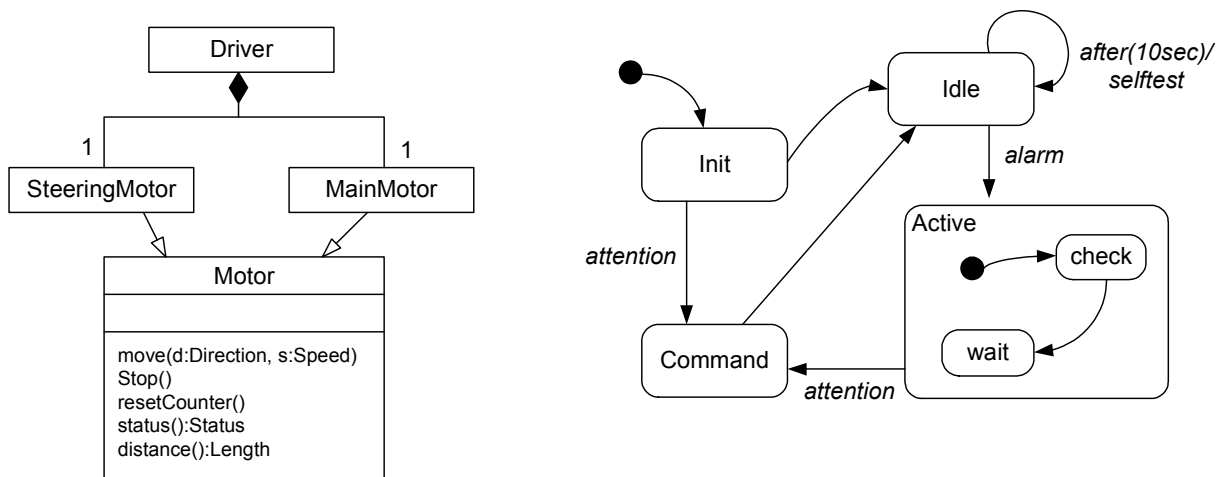 Driver
1
1
SteeringMotor
MainMotor
Motor
move(d:Direction, s:Speed)
Stop()
resetCounter()
status():Status
distance():Length
Idle
after(10sec)/
selftest
Init
alarm
attention
Active
check
wait
Command
attention